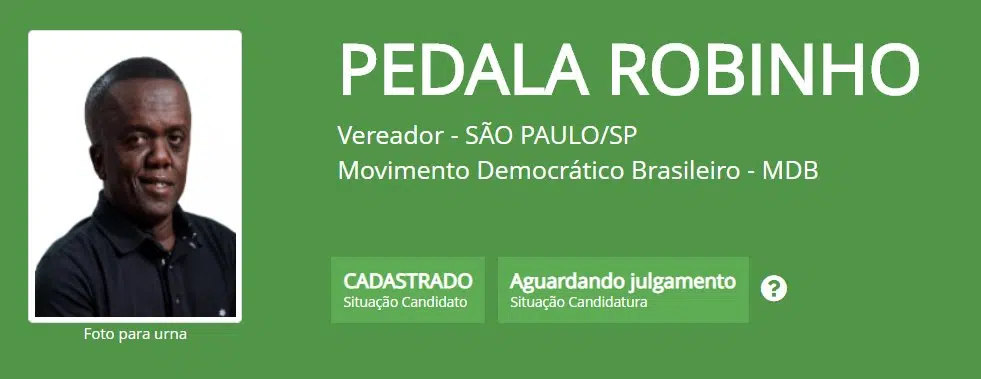 PEDALA ROBINHO
Vereador - SÃO PAULO/SP
Movimento Democrático Brasileiro - MDB
CADASTRADO
Situação Candidato
Aguardando julgamento
Situação Candidatura
?
Foto para urna